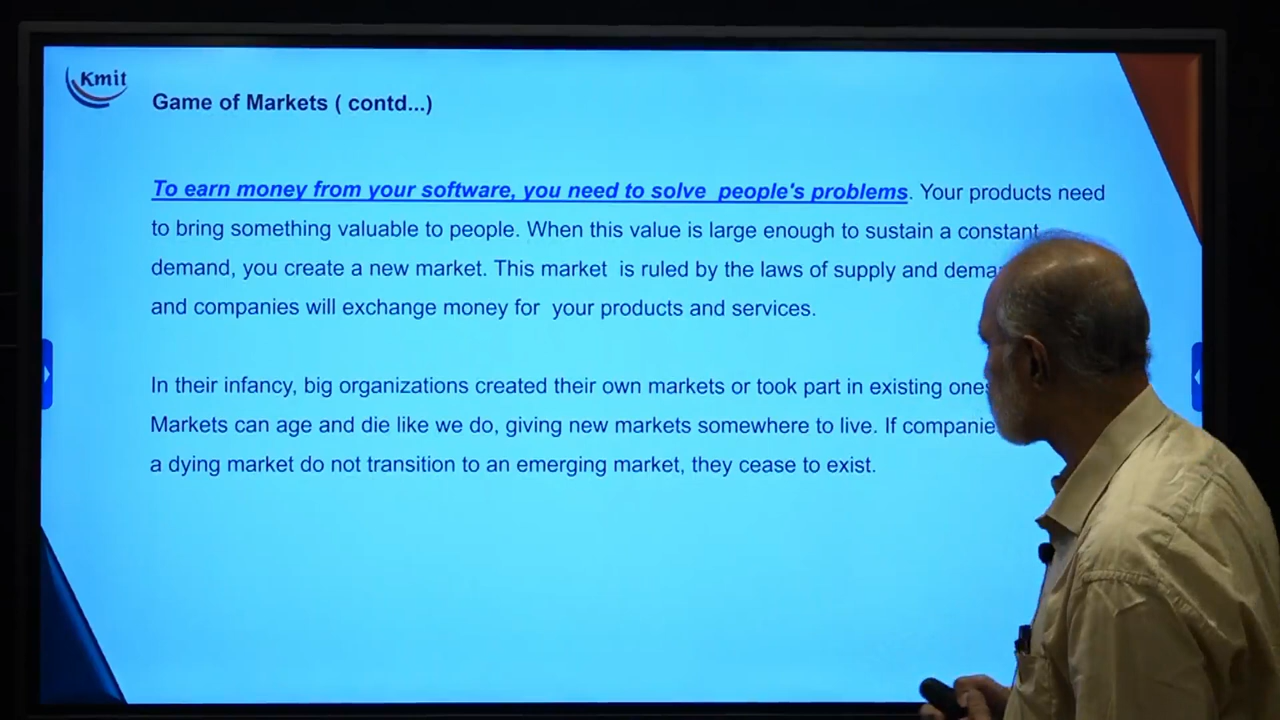 Kmit
Game of Markets ( contd...)
To earn money from your software, you need to solve people's problems. Your products need
to bring something valuable to people. When this value is large enough to sustain a constant
demand, you create a new market. This market is ruled by the laws of supply and
and companies will exchange money for your products and services.
In their infancy, big organizations created their own markets or took part in existing ones
Markets can age and die like we do, giving new markets somewhere to live. If
a dying market do not transition to an emerging market, they cease to exist.